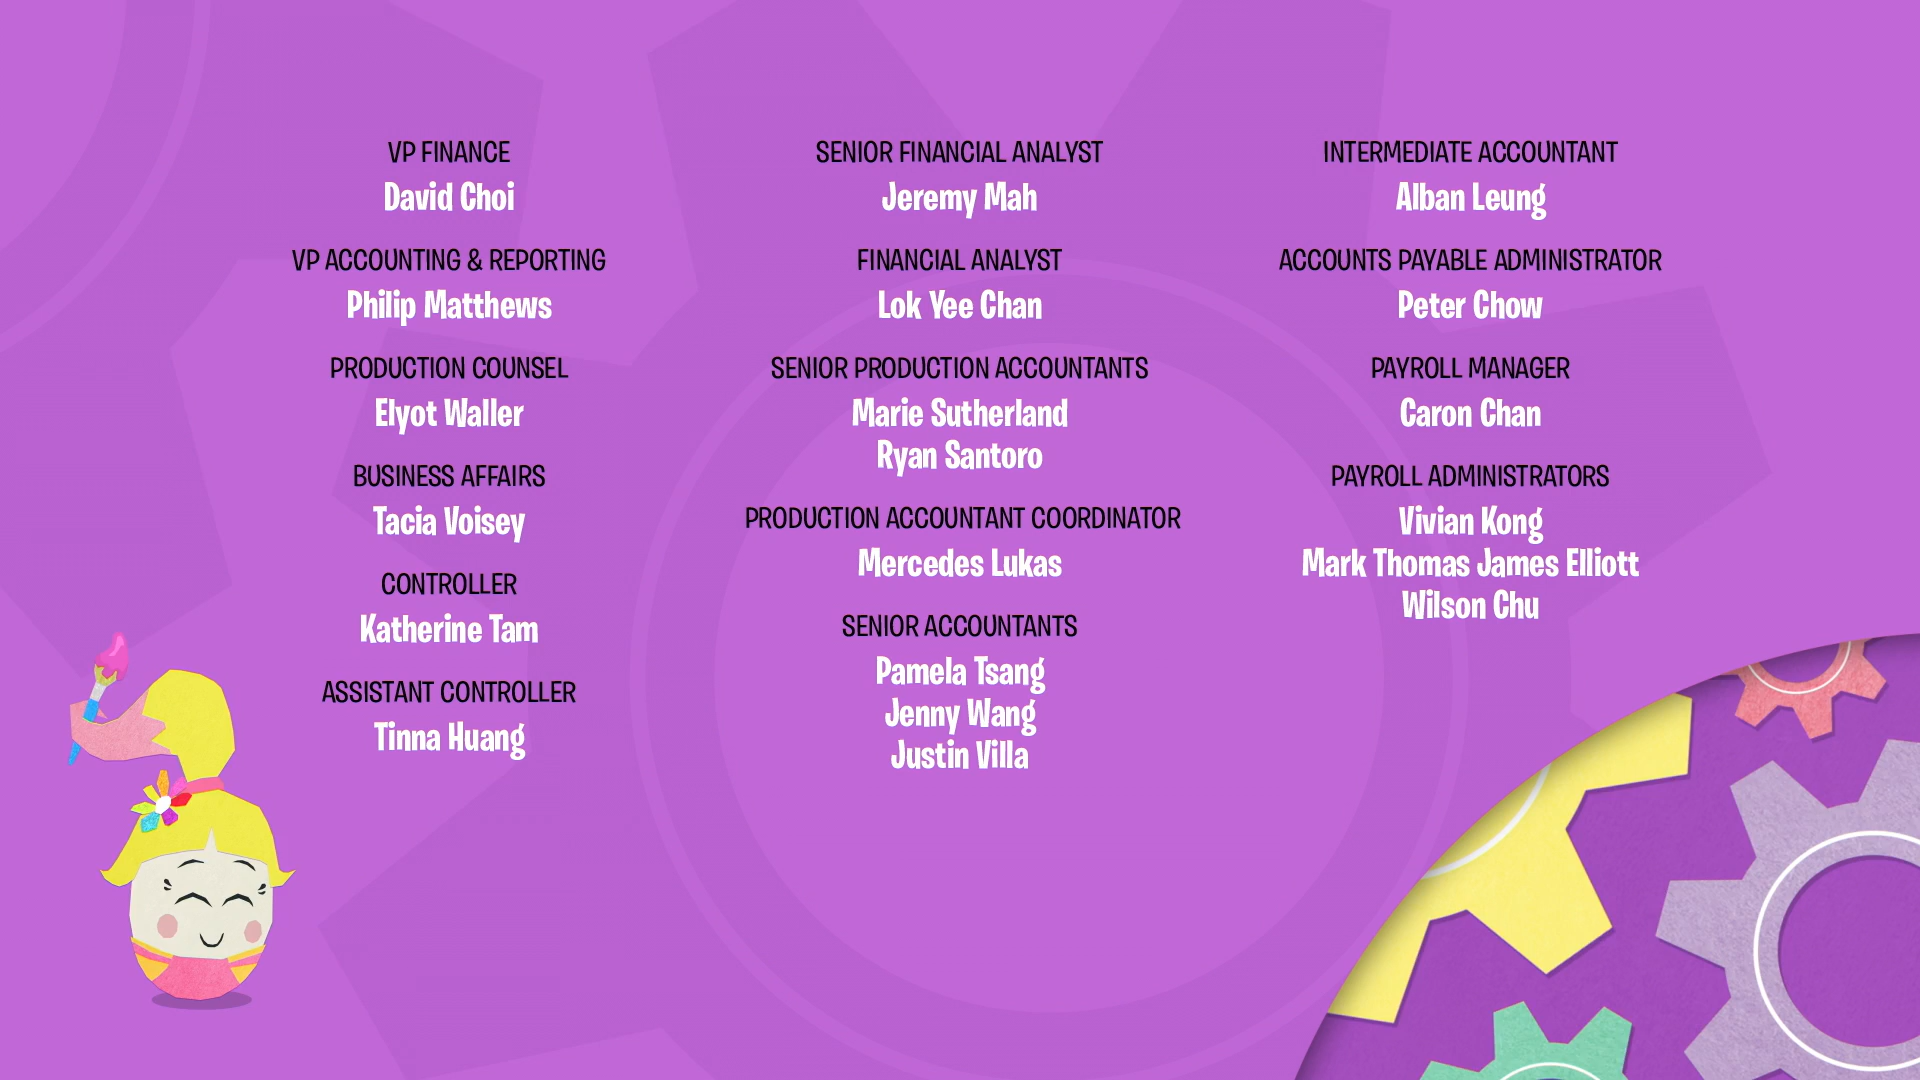 VP FINANCE
David Choi
VP ACCOUNTING & REPORTING
Philip Matthews
PRODUCTION COUNSEL
Elyot Waller
BUSINESS AFFAIRS
Tacia Voisey
CONTROLLER
Katherine Tam
ASSISTANT CONTROLLER
Tinna Huang
SENIOR FINANCIAL ANALYST
Jeremy Mah
FINANCIAL ANALYST
Lok Yee Chan
SENIOR PRODUCTION ACCOUNTANTS
Marie Sutherland
Ryan Santoro
PRODUCTION ACCOUNTANT COORDINATOR
Mercedes Lukas
SENIOR ACCOUNTANTS
Pamela Tsang
Jenny Wang
Justin Villa
INTERMEDIATE ACCOUNTANT
Alban Leung
ACCOUNTS PAYABLE ADMINISTRATOR
Peter Chow
PAYROLL MANAGER
Caron Chan
PAYROLL ADMINISTRATORS
Vivian Kong
Mark Thomas James Elliott
Wilson Chu